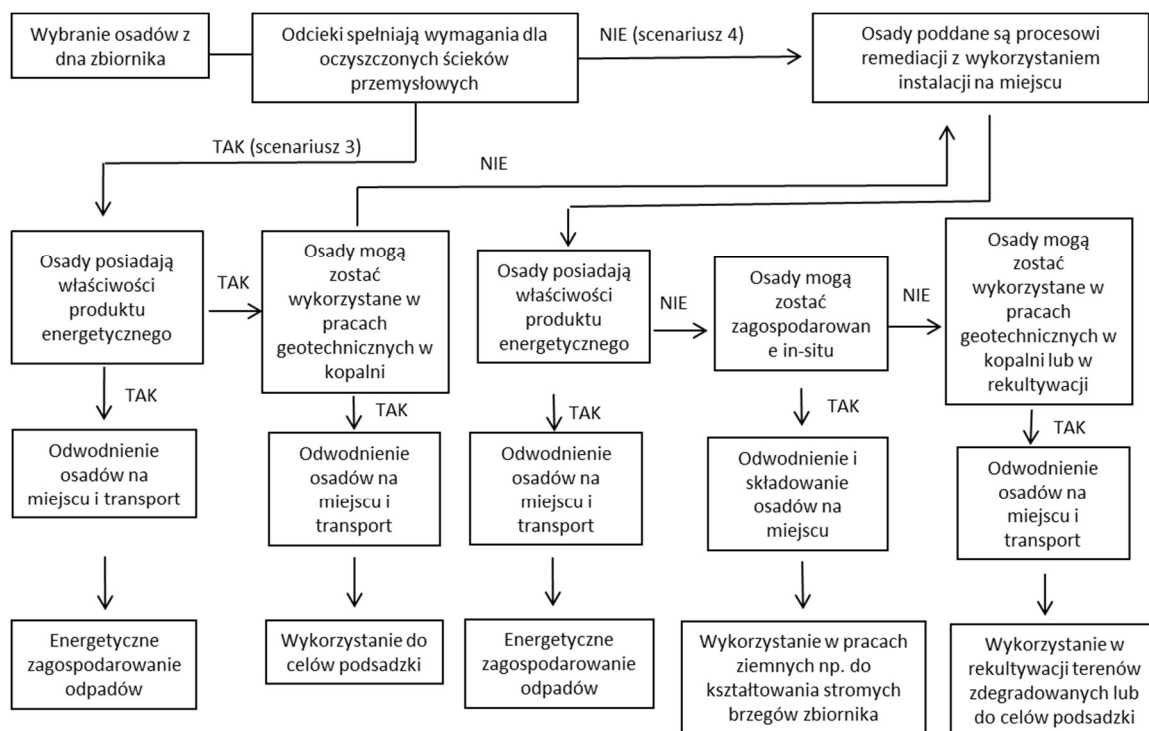 Wybranie osadów z
dna zbiornika
Odcieki spełniają wymagania dla
oczyszczonych ścieków
przemysłowych
NIE (scenariusz 4)
Osady poddane są procesowi
remediacji z wykorzystaniem
instalacji na miejscu
TAK (scenariusz 3)
NIE
Osady posiadają
właściwości
produktu
energetycznego
TAK
Osady mogą
zostać
wykorzystane w
pracach
geotechnicznych w
kopalni
Osady posiadają
właściwości
produktu
energetycznego
NIE
Osady mogą
zostać
zagospodarowan
e in-situ
NIE
Osady mogą
zostać
wykorzystane w
pracach
geotechnicznych w
kopalni lub w
rekultywacji
TAK
TAK
TAK
TAK
TAK
Odwodnienie
osadów na
miejscu i transport
Odwodnienie
osadów na
miejscu i
transport
Odwodnienie
osadów na
miejscu i
transport
Odwodnienie i
składowanie
osadów na
miejscu
Odwodnienie
osadów na
miejscu i
transport
Energetyczne
zagospodarowanie
odpadów
Wykorzystanie do
celów podsadzki
Energetyczne
zagospodarowanie
odpadów
Wykorzystanie w pracach
ziemnych np. do
kształtowania stromych
brzegów zbiornika
Wykorzystanie w
rekultywacji terenów
zdegradowanych lub
do celów podsadzki